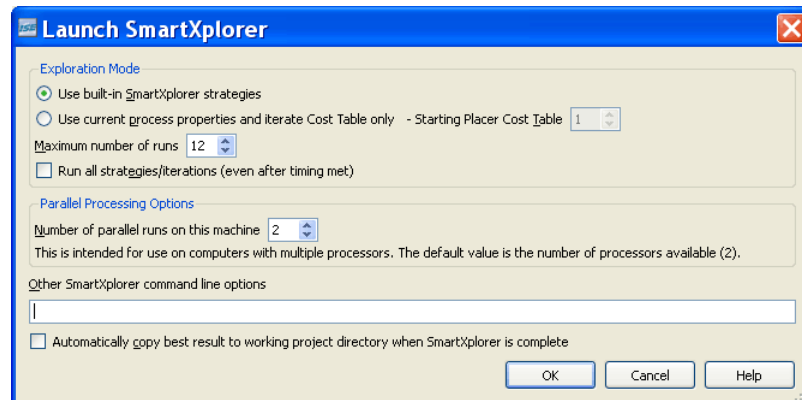 ISE Launch SmartXplorer
Exploration Mode
Use built-in SmartXplorer strategies
Use current process properties and iterate Cost Table only - Starting Placer Cost Table 1
Maximum number of runs 12
Run all strategies/iterations (even after timing met)
Parallel Processing Options
Number of parallel runs on this machine 2
This is intended for use on computers with multiple processors. The default value is the number of processors available (2).
Other SmartXplorer command line options
Automatically copy best result to working project directory when SmartXplorer is complete
OK Cancel Help